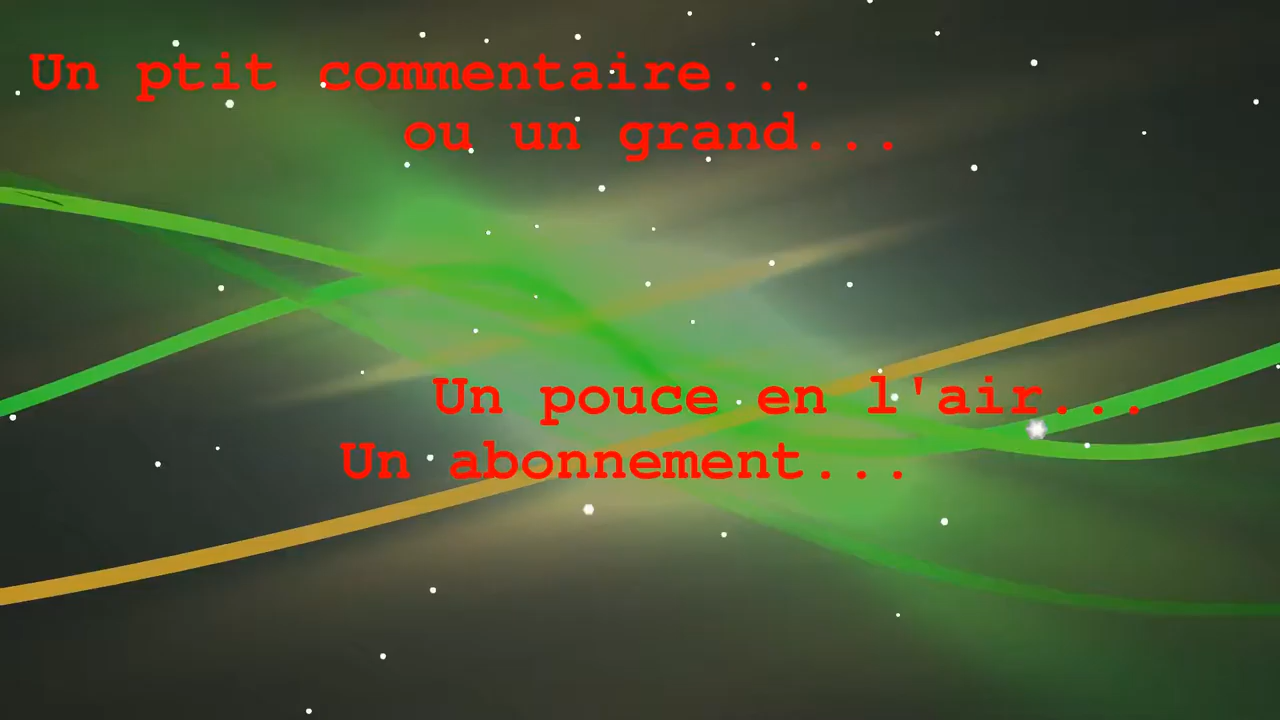 Un ptit commentaire...
ou un grand...
Un pouce en l'air...
Un abonnement...